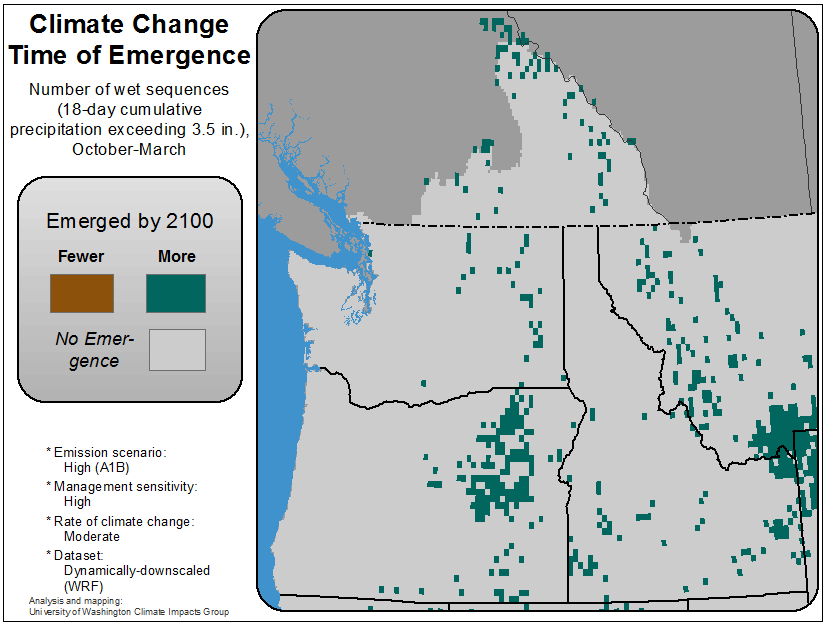 Climate Change
Time of Emergence
Number of wet sequences
(18-day cumulative
precipitation exceeding 3.5 in.),
October-March
Emerged by 2100
Fewer More
No Emer-
gence
* Emission scenario:
High (A1B)
* Management sensitivity:
High
* Rate of climate change:
Moderate
* Dataset:
Dynamically-downscaled
(WRF)
Analysis and mapping:
University of Washington Climate Impacts Group